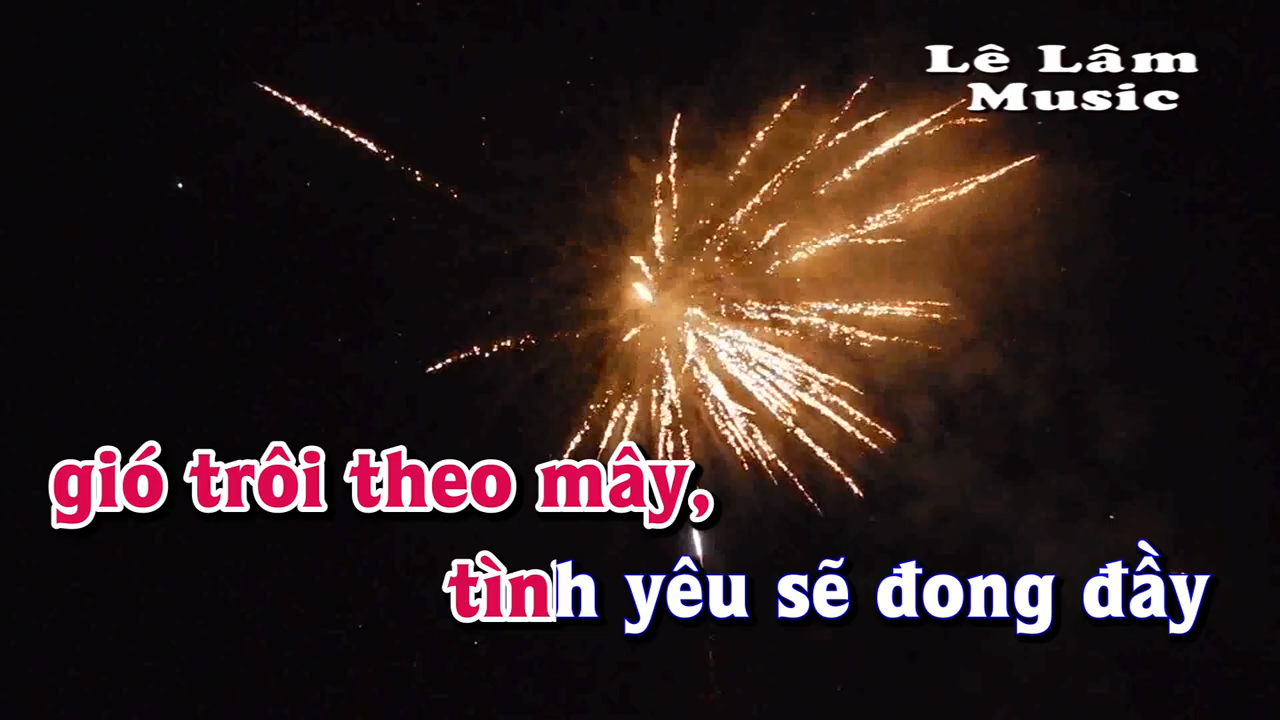 Lê Lâm
Music
gió trôi theo mây,
tình yêu sẽ đong đầy